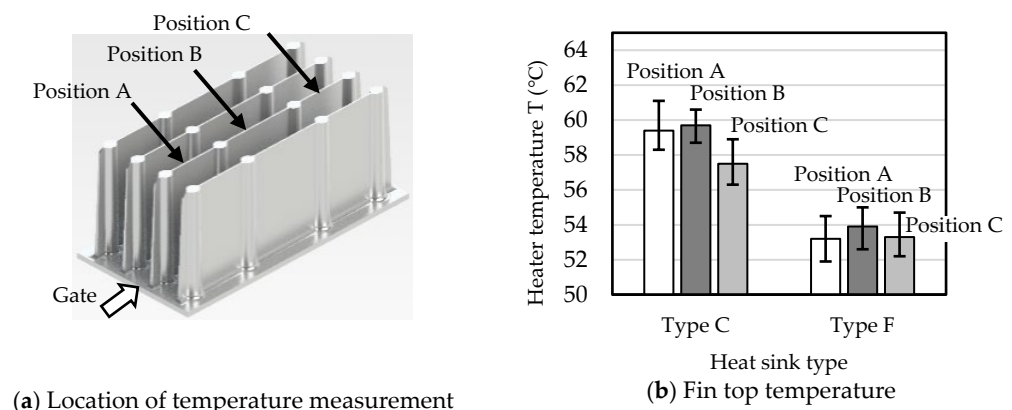 Position C
Position B
Position A
Gate
(a) Location of temperature measurement
Heater temperature T (°C)
64
62
60
58
56
54
52
50
Position A
Position B
Position C
Position A
Position B
Position C
Type C
Type F
Heat sink type
(b) Fin top temperature